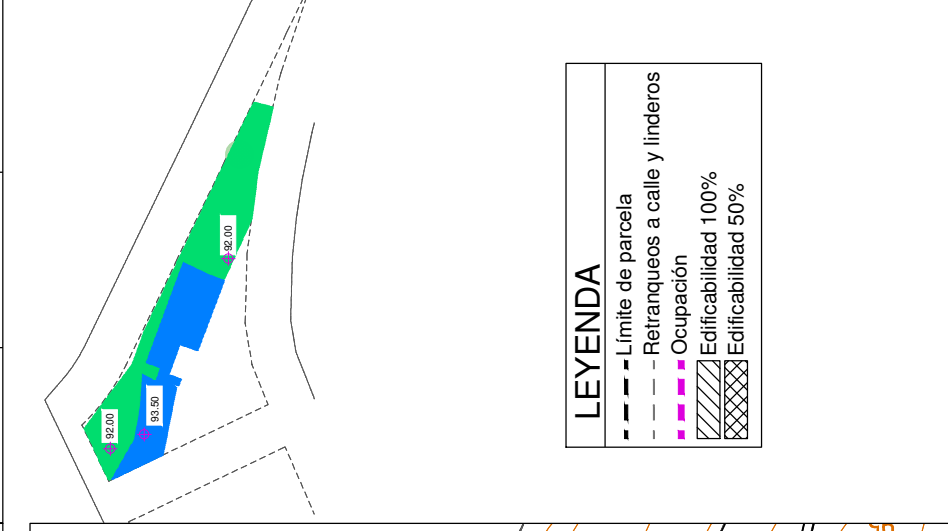 92.00
93.50
92.00
LEYENDA
Límite de parcela
Retranqueos a calle y linderos
Ocupación
Edificabilidad 100%
Edificabilidad 50%